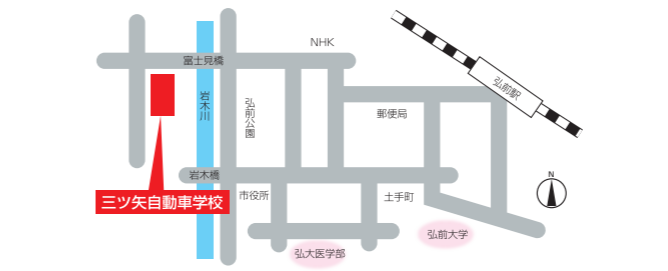 NHK
富士見橋
弘前駅
岩木川
弘前公園
郵便局
岩木橋
三ツ矢自動車学校
市役所
土手町
弘前大学
弘大医学部
N